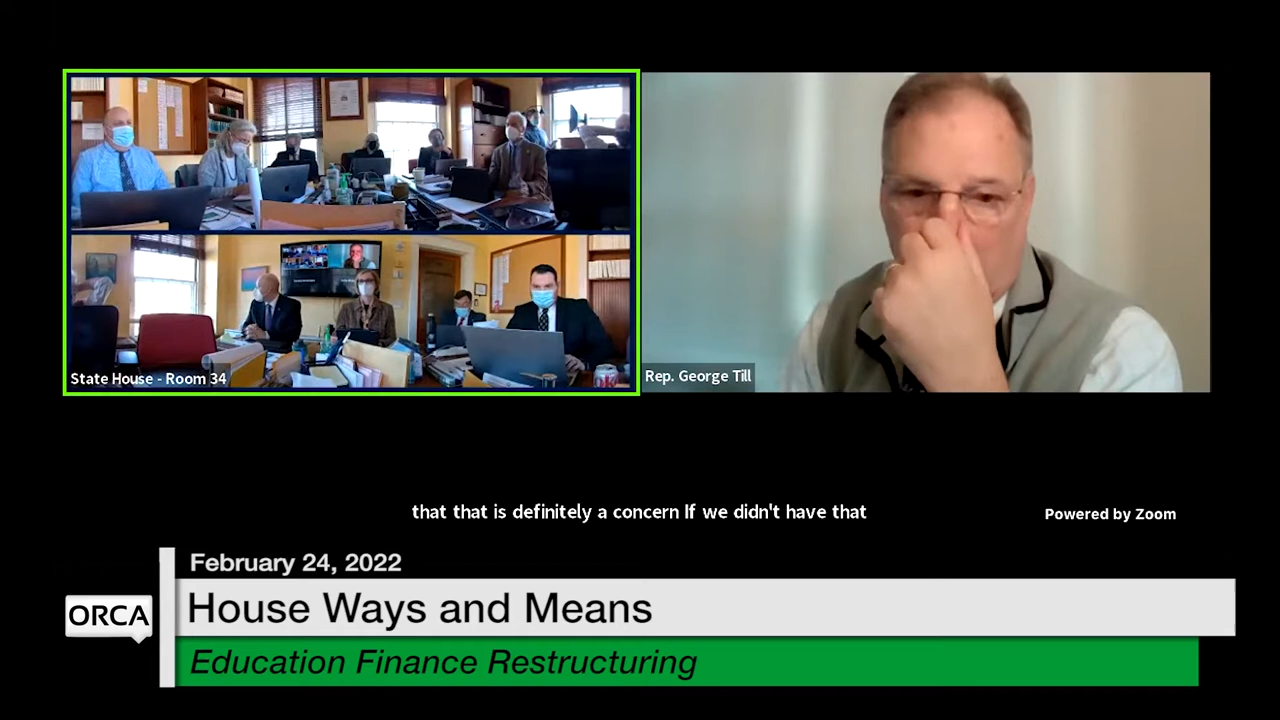 State House - Room 34
Rep. George Till
that that is definitely a concern If we didn't have that
Powered by Zoom
February 24, 2022
ORCA
House Ways and Means
Education Finance Restructuring